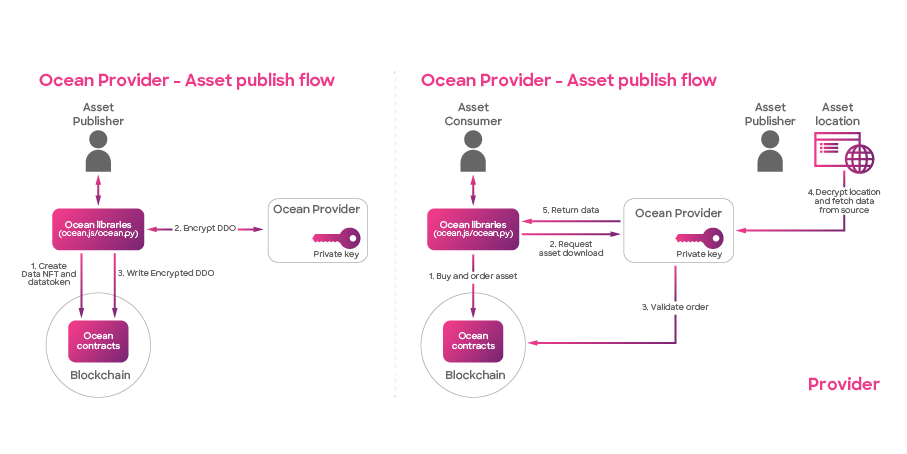 Ocean Provider - Asset publish flow
Asset
Publisher
Ocean libraries
(ocean.js/ocean.py)
2, Encrypt DDO
Ocean Provider
Private key
1. Create
Data NFT and
datatoken
3. Write Encrypted DDO
Ocean
contracts
Blockchain
Ocean Provider - Asset publish flow
Asset
Consumer
Asset
Publisher
Asset
location
4. Decrypt location
and fetch data
from source
Ocean libraries
(ocean.js/ocean.py)
5. Return data
2. Request
asset download
Ocean Provider
Private key
1. Buy and order asset
3. Validate order
Ocean
contracts
Blockchain
Provider